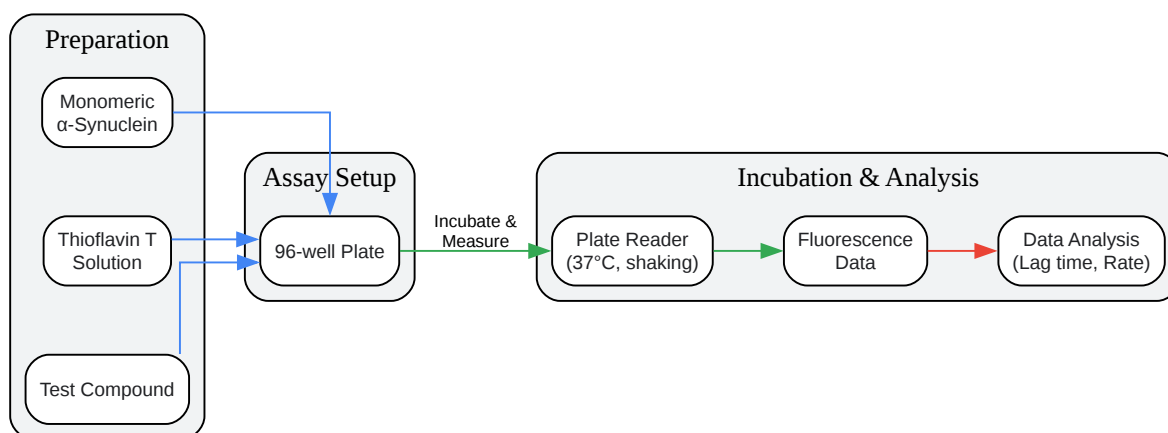 Preparation
Monomeric
α-Synuclein
Thioflavin T
Solution
Test Compound
Assay Setup
96-well Plate
Incubate &
Measure
Incubation & Analysis
Plate Reader
(37°C, shaking)
Fluorescence
Data
Data Analysis
(Lag time, Rate)